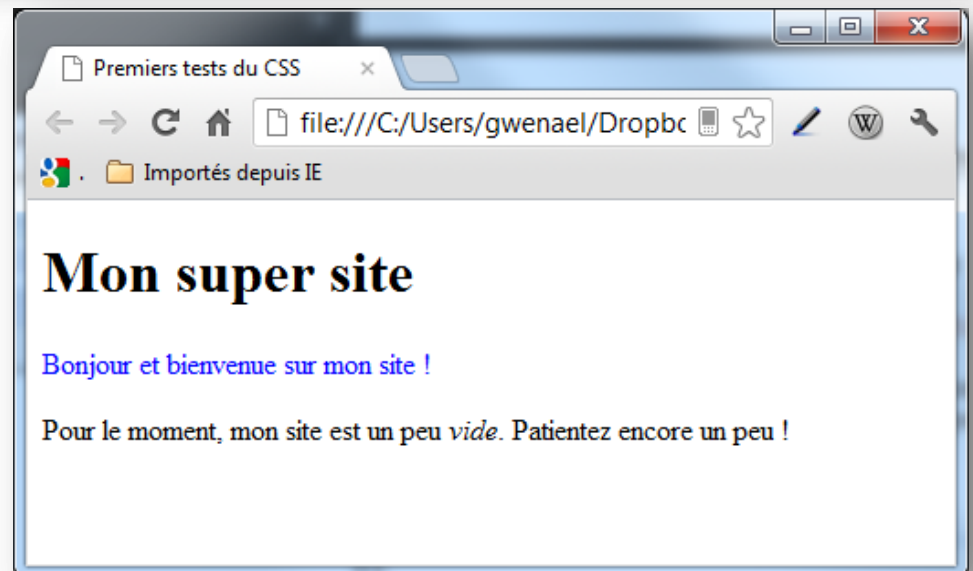 Premiers tests du CSS
file:///C:/Users/gwenael/Dropbc
. Importés depuis IE
Mon super site
Bonjour et bienvenue sur mon site !
Pour le moment, mon site est un peu vide. Patientez encore un peu !